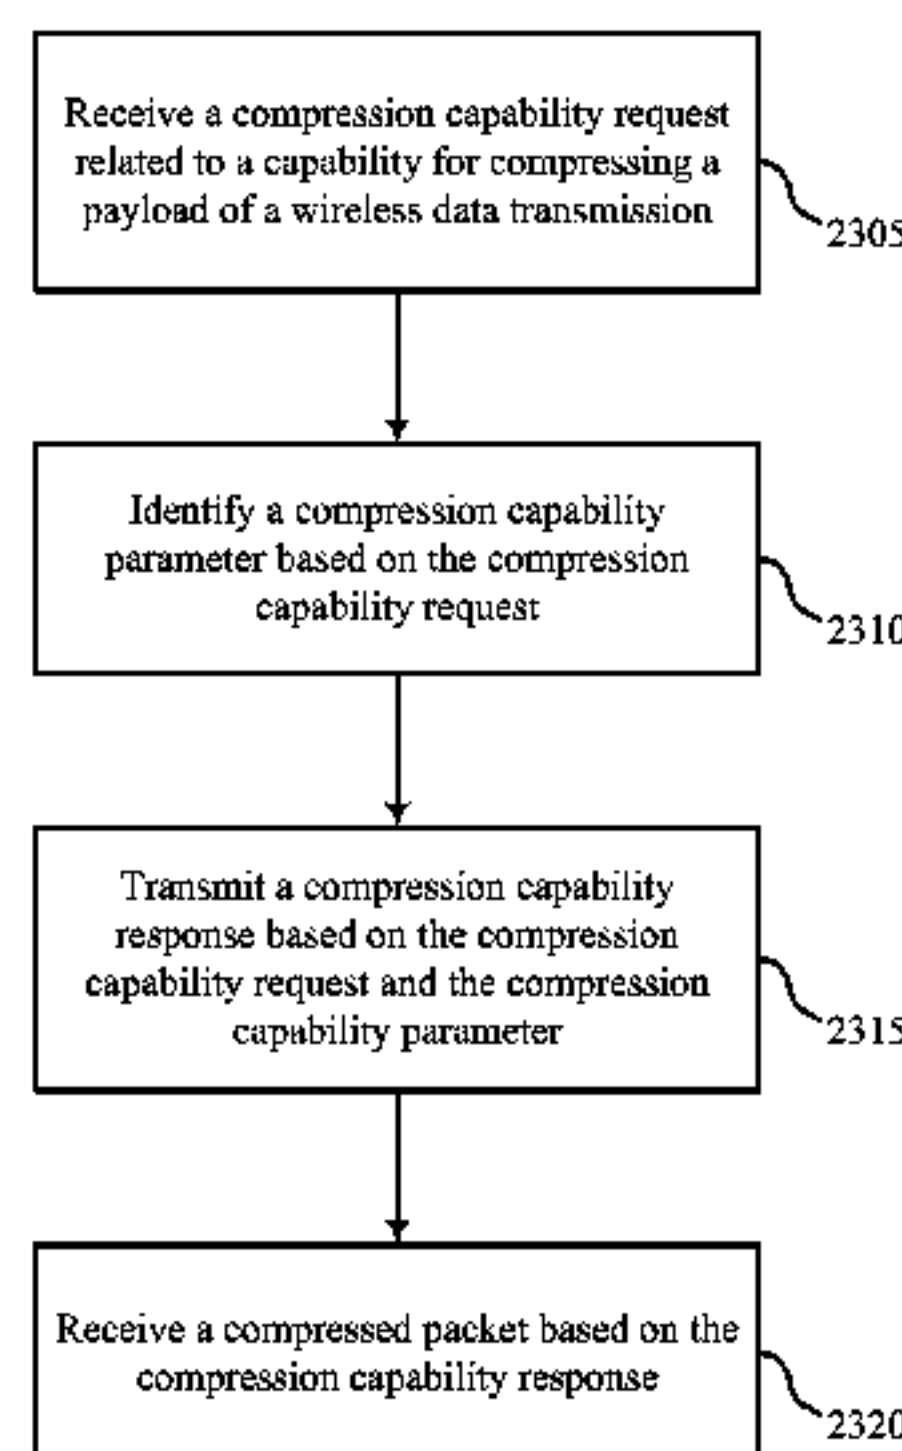 Receive a compression capability request
related to a capability for compressing a
payload of a wireless data transmission
2305
Identify a compression capability
parameter based on the compression
capability request
2310
Transmit a compression capability
response based on the compression
capability request and the compression
capability parameter
2315
Receive a compressed packet based on the
compression capability response
2320